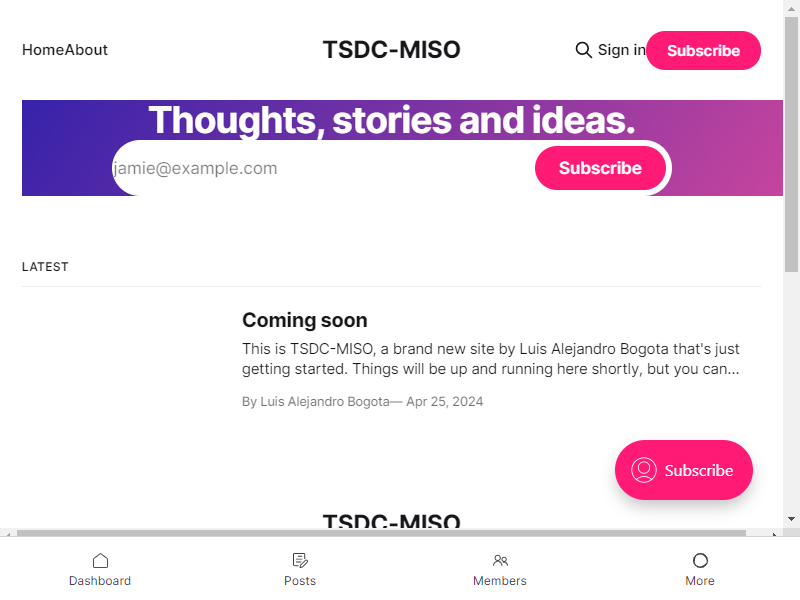 Home About TSDC-MISO Sign in Subscribe
Thoughts, stories and ideas.
jamie@example.com Subscribe
LATEST
Coming soon
This is TSDC-MISO, a brand new site by Luis Alejandro Bogota that's just
getting started. Things will be up and running here shortly, but you can...
By Luis Alejandro Bogota— Apr 25, 2024
Subscribe
TSDC-MISO
Dashboard Posts Members More